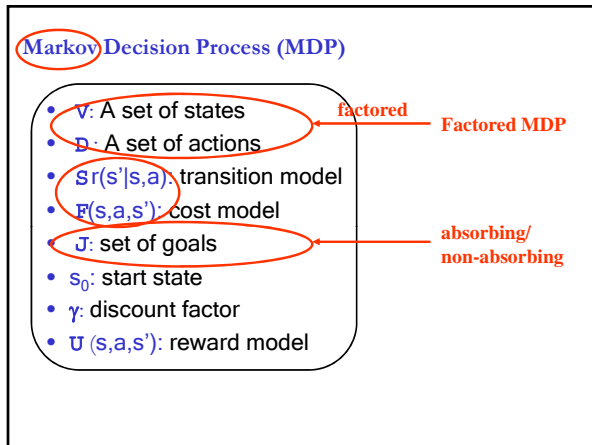 Markov Decision Process (MDP)
• V: A set of states
factored
Factored MDP
• D: A set of actions
• Sr(s'|s,a): transition model
• F(s,a,s'): cost model
• J: set of goals
absorbing/
non-absorbing
• s₀: start state
• γ: discount factor
• U (s,a,s'): reward model